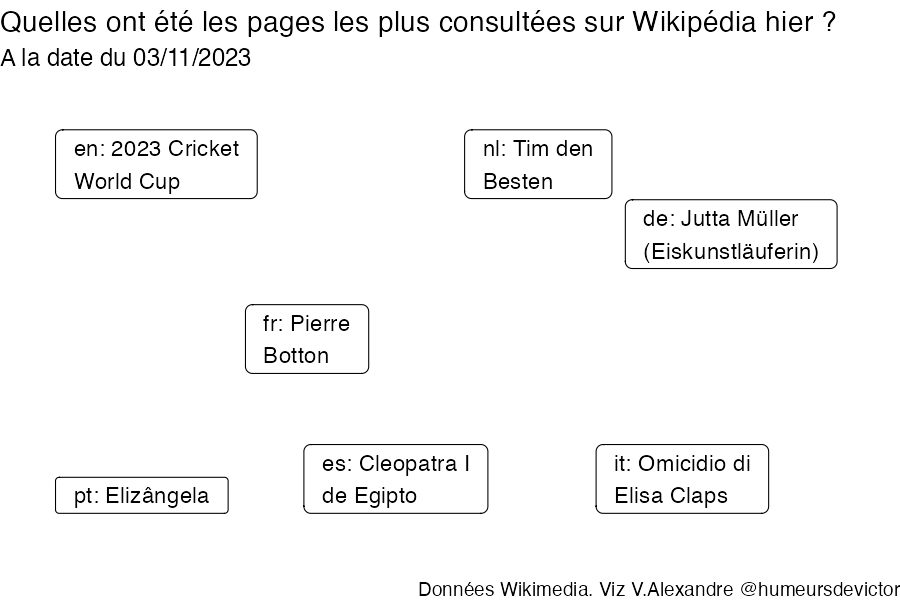 Quelles ont été les pages les plus consultées sur Wikipédia hier ?
A la date du 03/11/2023
en: 2023 Cricket
World Cup
nl: Tim den
Besten
de: Jutta Müller
(Eiskunstläuferin)
fr: Pierre
Botton
es: Cleopatra I
de Egipto
it: Omicidio di
Elisa Claps
pt: Elizângela
Données Wikimedia. Viz V.Alexandre @humeursdevictor